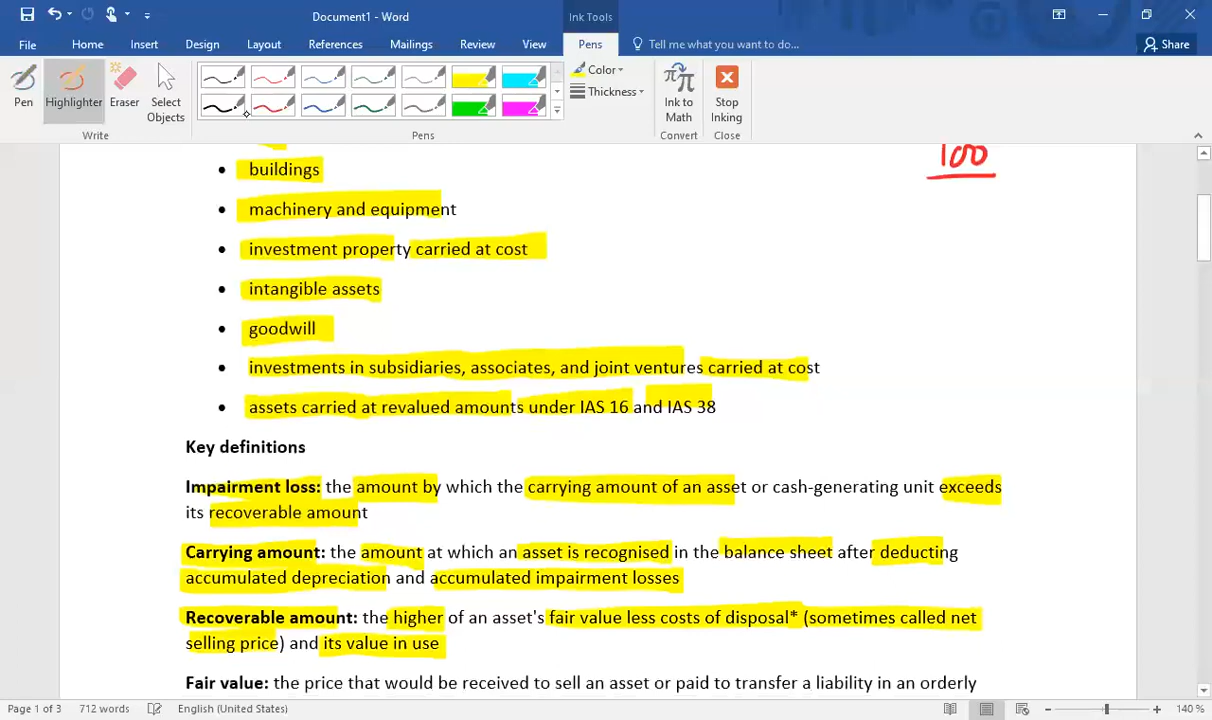 Document1 - Word
Ink Tools
File
Home
Insert
Design
Layout
References
Mailings
Review
View
Pens
Tell me what you want to do...
Share
Pen
Highlighter
Eraser
Select
Objects
Color
Thickness
Ink to
Math
Stop
Inking
Write
Pens
Convert
Close
100
• buildings
• machinery and equipment
• investment property carried at cost
• intangible assets
• goodwill
• investments in subsidiaries, associates, and joint ventures carried at cost
• assets carried at revalued amounts under IAS 16 and IAS 38
Key definitions
Impairment loss: the amount by which the carrying amount of an asset or cash-generating unit exceeds
its recoverable amount
Carrying amount: the amount at which an asset is recognised in the balance sheet after deducting
accumulated depreciation and accumulated impairment losses
Recoverable amount: the higher of an asset's fair value less costs of disposal* (sometimes called net
selling price) and its value in use
Fair value: the price that would be received to sell an asset or paid to transfer a liability in an orderly
Page 1 of 3
712 words
English (United States)
140 %